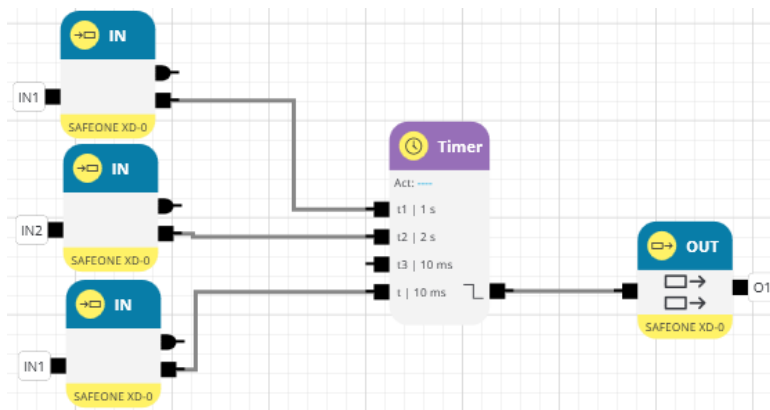 IN
IN1
SAFEONE XD-0
IN
IN2
SAFEONE XD-0
IN
IN1
SAFEONE XD-0
Timer
Act: ----
t1 | 1 s
t2 | 2 s
t3 | 10 ms
t | 10 ms
OUT
O1
SAFEONE XD-0